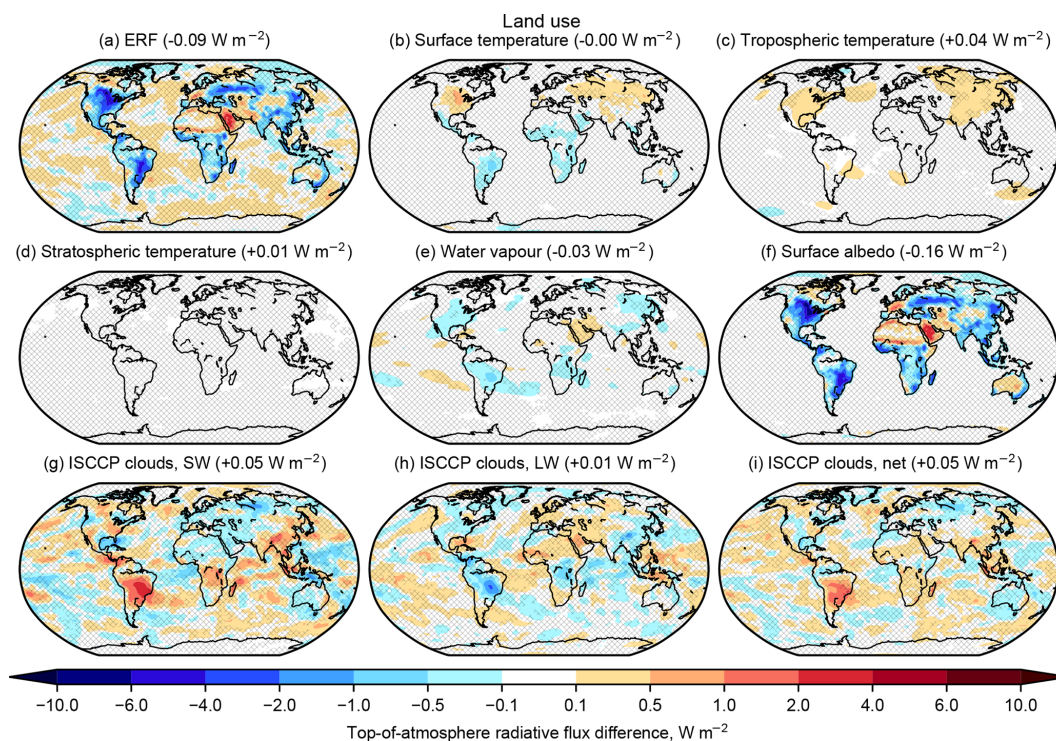 Land use
(a) ERF (-0.09 W m⁻²)
(b) Surface temperature (-0.00 W m⁻²)
(c) Tropospheric temperature (+0.04 W m⁻²)
(d) Stratospheric temperature (+0.01 W m⁻²)
(e) Water vapour (-0.03 W m⁻²)
(f) Surface albedo (-0.16 W m⁻²)
(g) ISCCP clouds, SW (+0.05 W m⁻²)
(h) ISCCP clouds, LW (+0.01 W m⁻²)
(i) ISCCP clouds, net (+0.05 W m⁻²)
−10.0 −6.0 −4.0 −2.0 −1.0 −0.5 −0.1 0.1 0.5 1.0 2.0 4.0 6.0 10.0
Top-of-atmosphere radiative flux difference, W m⁻²